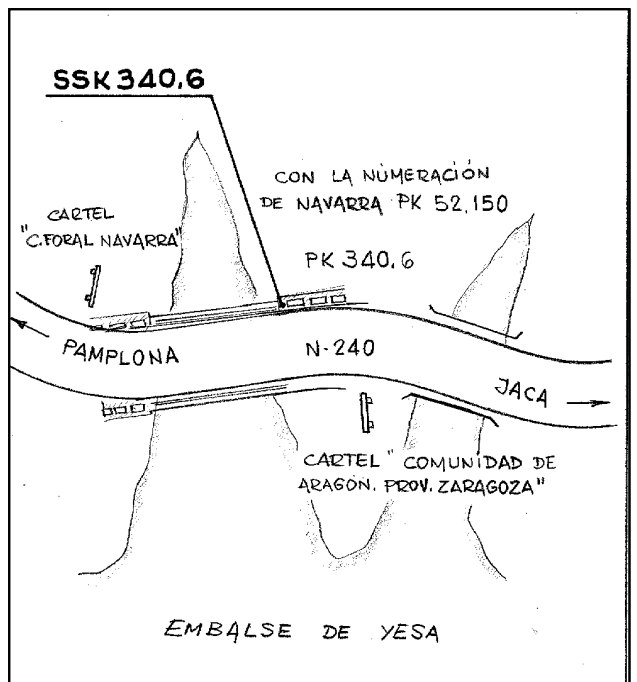 SSK 340,6
CON LA NÚMERACIÓN
DE NAVARRA PK 52,150
CARTEL
"C.FORAL NAVARRA"
PK 340,6
PAMPLONA
N-240
JACA
CARTEL " COMUNIDAD DE
ARAGÓN. PROV. ZARAGOZA"
EMBALSE DE YESA